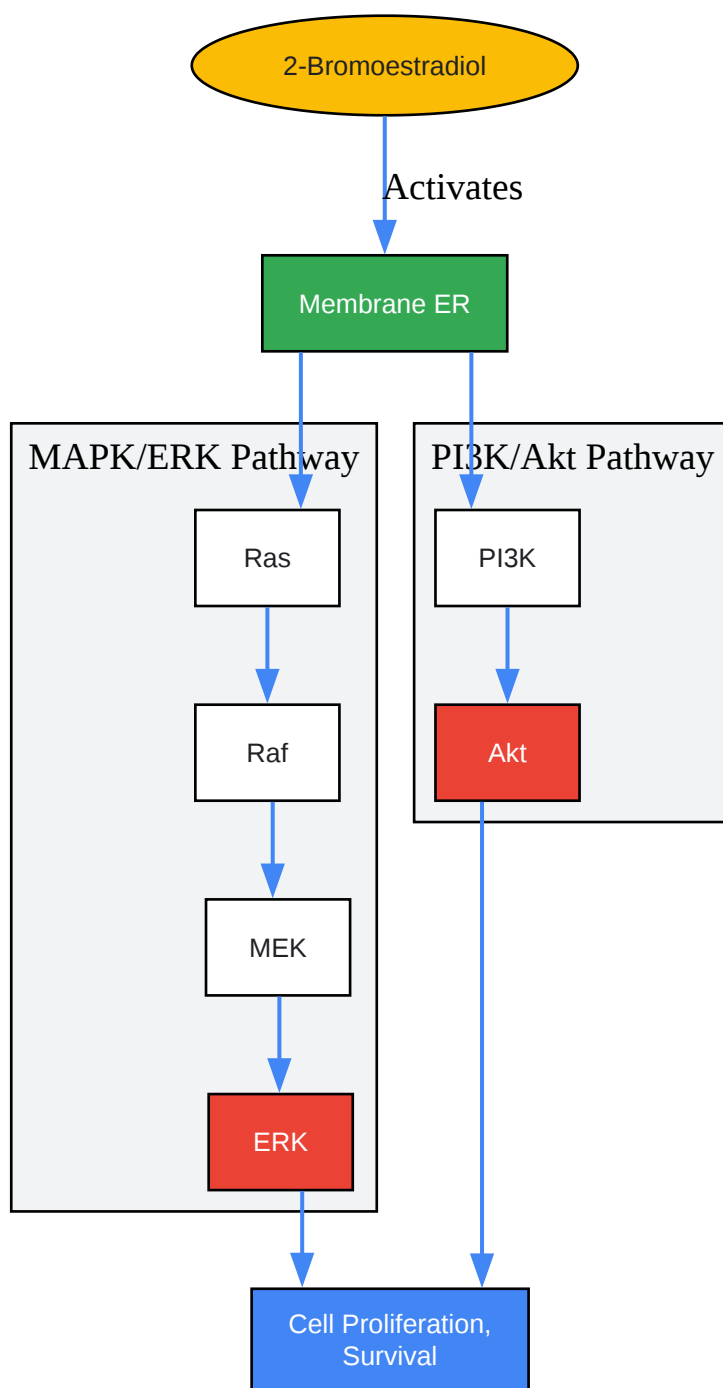 2-Bromoestradiol
Activates
Membrane ER
MAPK/ERK Pathway
Ras
Raf
MEK
ERK
PI3K/Akt Pathway
PI3K
Akt
Cell Proliferation,
Survival